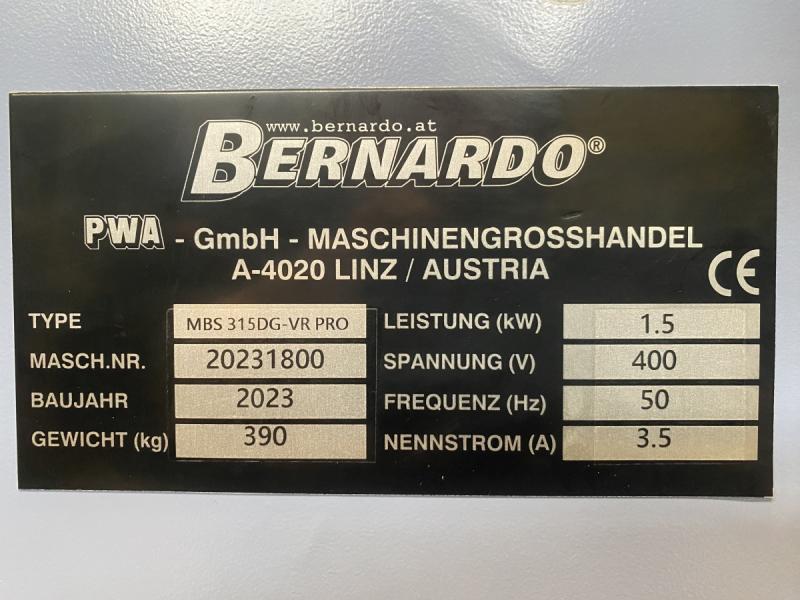 www.bernardo.at
BERNARDO®
PWA - GmbH - MASCHINENGROSSHANDEL
A-4020 LINZ / AUSTRIA
CE
TYPE MBS 315DG-VR PRO LEISTUNG (kW) 1.5
MASCH.NR. 20231800 SPANNUNG (V) 400
BAUJAHR 2023 FREQUENZ (Hz) 50
GEWICHT (kg) 390 NENNSTROM (A) 3.5